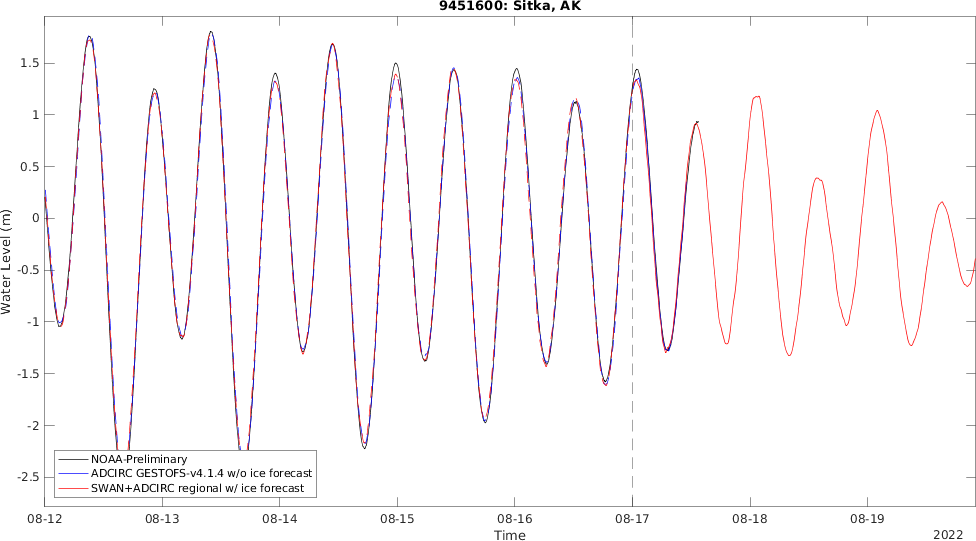 9451600: Sitka, AK
Water Level (m)
1.5
1
0.5
0
-0.5
-1
-1.5
-2
-2.5
NOAA-Preliminary
ADCIRC GESTOFS-v4.1.4 w/o ice forecast
SWAN+ADCIRC regional w/ ice forecast
08-12 08-13 08-14 08-15 08-16 08-17 08-18 08-19
Time
2022